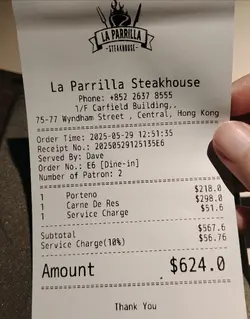 LA PARRILLA
STEAKHOUSE
La Parrilla Steakhouse
Phone: +852 2637 8555
1/F Carfield Building,,
75-77 Wyndham Street , Central, Hong Kong
Order Time: 2025-05-29 12:51:35
Receipt No.: 20250529125135E6
Served By: Dave
Order No.: E6 [Dine-in]
Number of Patron: 2
1 Porteno $218.0
1 Carne De Res $298.0
1 Service Charge $51.6
Subtotal $567.6
Service Charge(10%) $56.76
Amount $624.0
Thank You